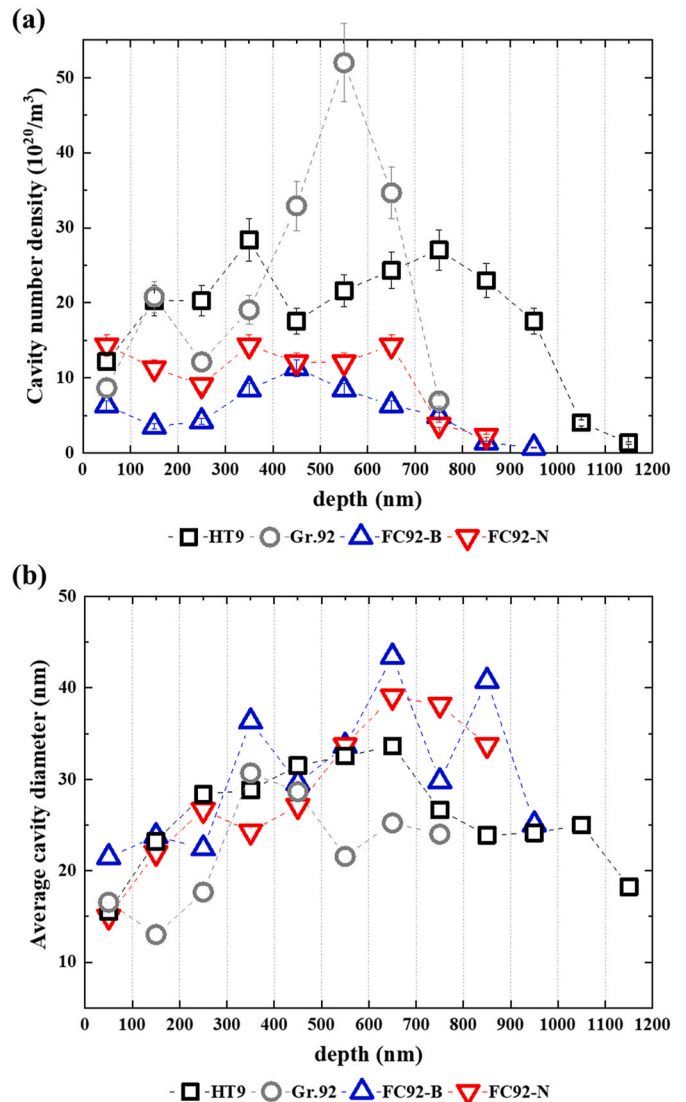 (a)
50
40
30
20
10
0
Cavity number density (10²⁰/m³)
0 100 200 300 400 500 600 700 800 900 1000 1100 1200
depth (nm)
HT9 Gr.92 FC92-B FC92-N
(b)
50
40
30
20
10
Average cavity diameter (nm)
0 100 200 300 400 500 600 700 800 900 1000 1100 1200
depth (nm)
HT9 Gr.92 FC92-B FC92-N